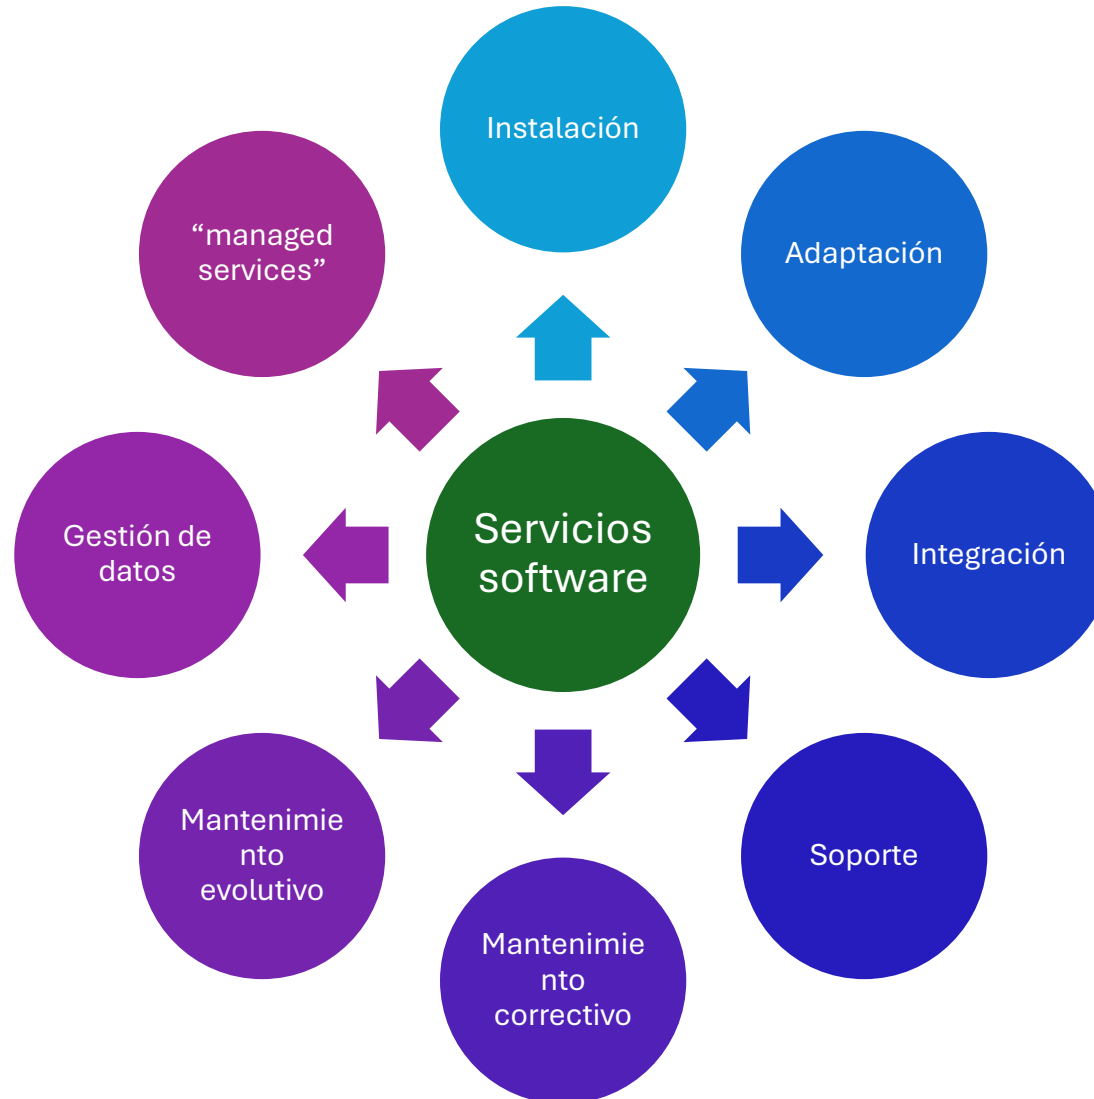 Instalación
Adaptación
Integración
Soporte
Mantenimie
nto
correctivo
Mantenimie
nto
evolutivo
Gestión de
datos
“managed
services”
Servicios
software